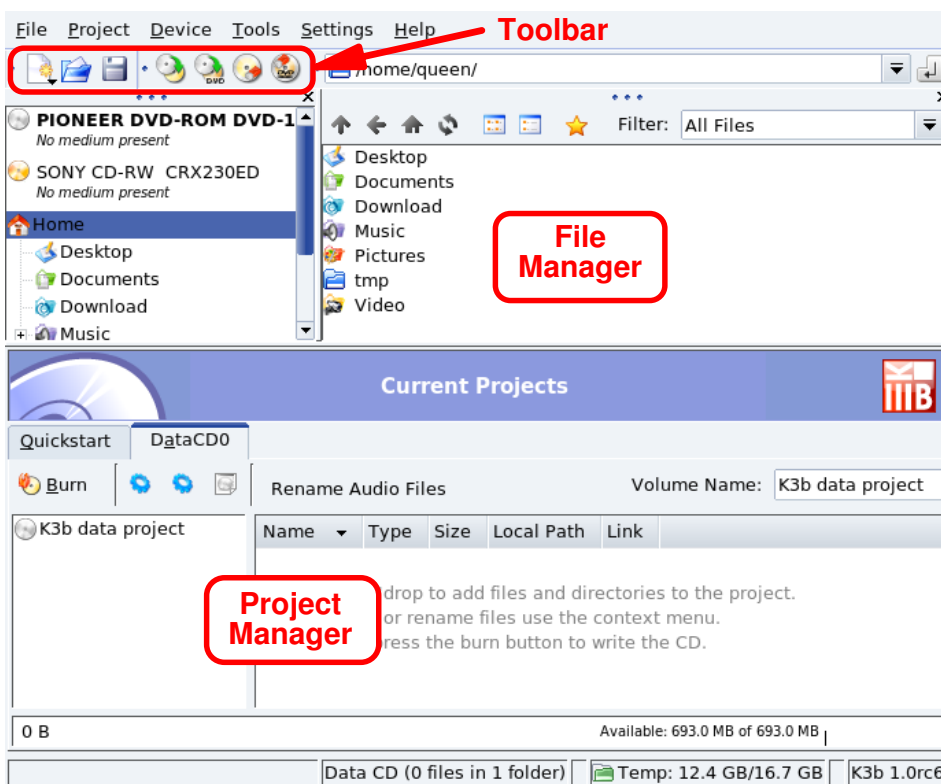 File Project Device Tools Settings Help
Toolbar
DVD
/home/queen/
PIONEER DVD-ROM DVD-1
No medium present
SONY CD-RW CRX230ED
No medium present
Home
Desktop
Documents
Download
Music
Filter: All Files
Desktop
Documents
Download
Music
Pictures
tmp
Video
File
Manager
Current Projects
B
Quickstart DataCD0
Burn
Rename Audio Files
Volume Name: K3b data project
K3b data project
Name Type Size Local Path Link
drop to add files and directories to the project.
or rename files use the context menu.
ress the burn button to write the CD.
Project
Manager
0 B
Available: 693.0 MB of 693.0 MB
Data CD (0 files in 1 folder) Temp: 12.4 GB/16.7 GB K3b 1.0rc6